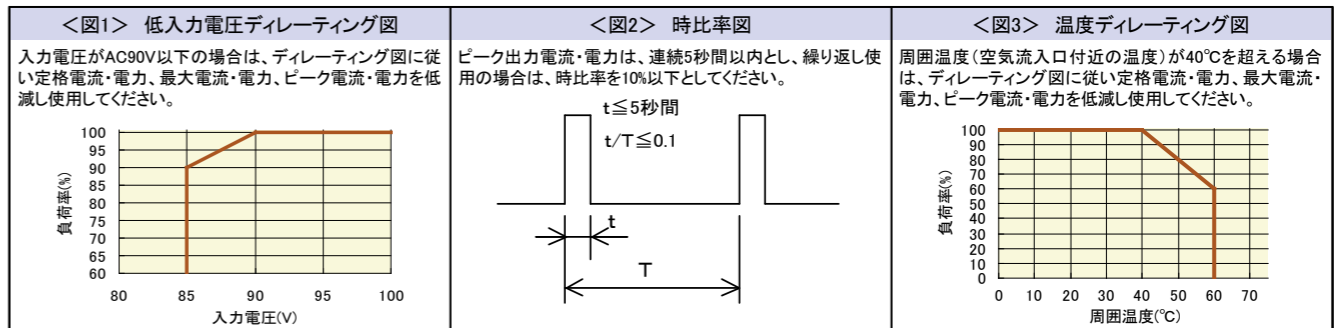 <図1> 低入力電圧ディレーティング図
入力電圧がAC90V以下の場合は、ディレーティング図に従
い定格電流・電力、最大電流・電力、ピーク電流・電力を低
減し使用してください。
100
95
90
85
80
75
70
65
60
負荷率(%)
80 85 90 95 100
入力電圧(V)
<図2> 時比率図
ピーク出力電流・電力は、連続5秒間以内とし、繰り返し使
用の場合は、時比率を10%以下としてください。
t≦5秒間
t/T≦0.1
t
T
<図3> 温度ディレーティング図
周囲温度(空気流入口付近の温度)が40℃を超える場合
は、ディレーティング図に従い定格電流・電力、最大電流・
電力、ピーク電流・電力を低減し使用してください。
100
90
80
70
60
50
40
30
20
10
0
負荷率(%)
0 10 20 30 40 50 60 70
周囲温度(℃)